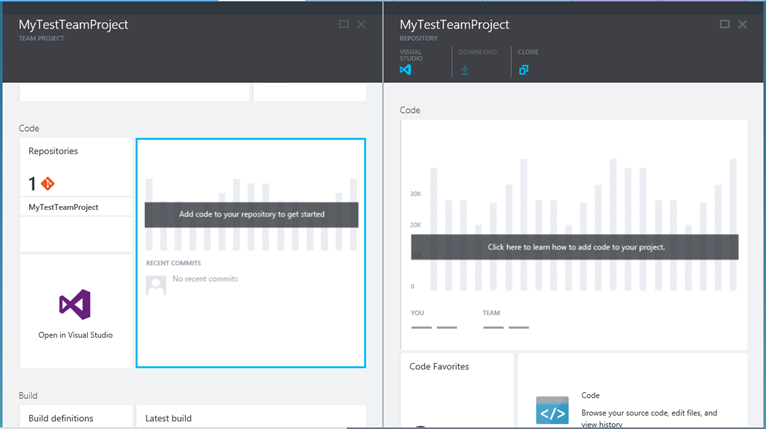 MyTestTeamProject
TEAM PROJECT
Code
Repositories
1
MyTestTeamProject
Add code to your repository to get started
RECENT COMMITS
No recent commits
Open in Visual Studio
Build
Build definitions
Latest build
MyTestTeamProject
REPOSITORY
VISUAL
STUDIO
DOWNLOAD
CLONE
Code
30K
20K
Click here to learn how to add code to your project.
0
YOU
TEAM
Code Favorites
Code
Browse your source code, edit files, and
view history